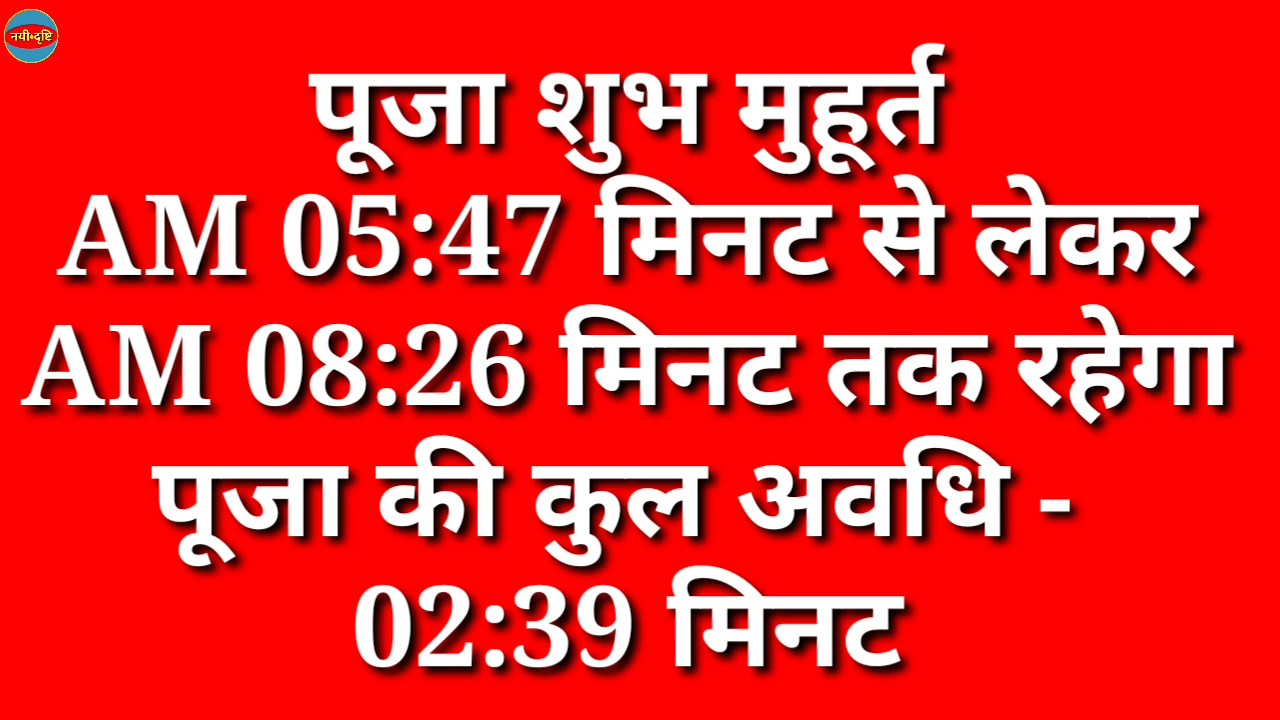 नयी•दृष्टि
पूजा शुभ मुहूर्त
AM 05:47 मिनट से लेकर
AM 08:26 मिनट तक रहेगा
पूजा की कुल अवधि -
02:39 मिनट